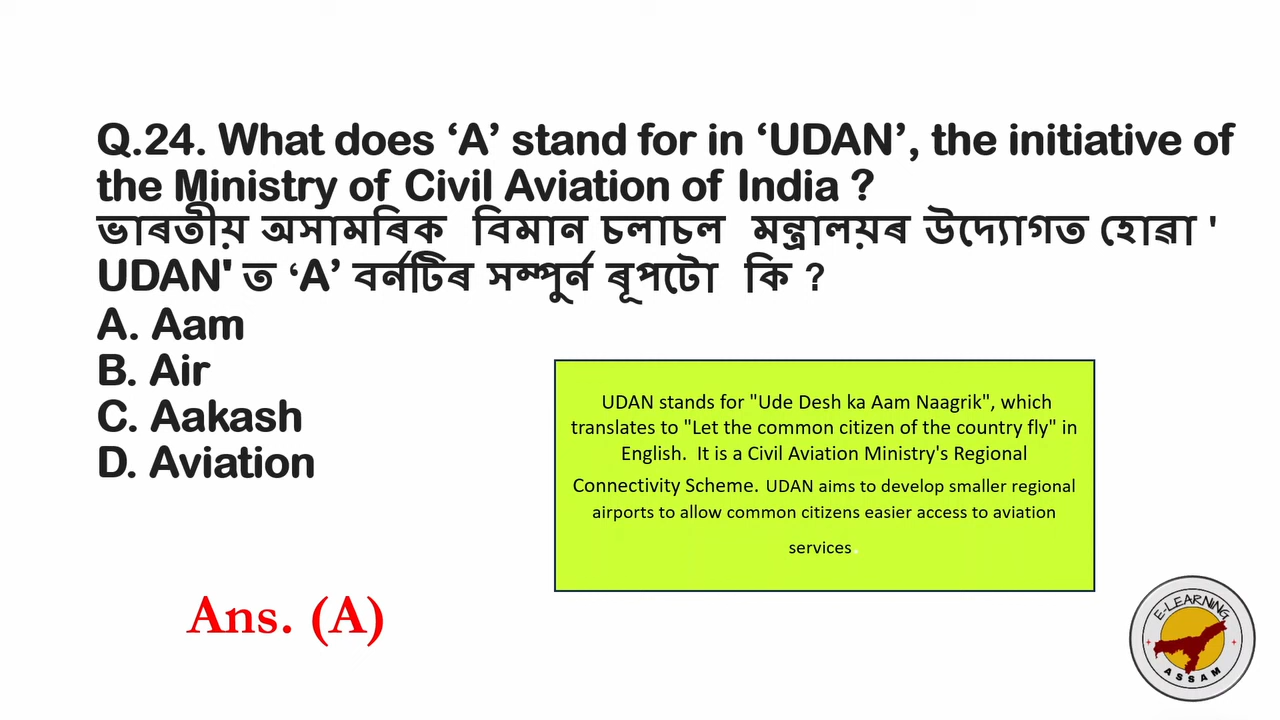 Q.24. What does ‘A’ stand for in ‘UDAN’, the initiative of
the Ministry of Civil Aviation of India ?
ভাৰতীয় অসামৰিক বিমান চলাচল মন্ত্ৰালয়ৰ উদ্যোগত হোৱা '
UDAN' ত ‘A’ বৰ্নটিৰ সম্পুৰ্ন ৰূপটো কি ?
A. Aam
B. Air
C. Aakash
D. Aviation
UDAN stands for "Ude Desh ka Aam Naagrik", which
translates to "Let the common citizen of the country fly" in
English. It is a Civil Aviation Ministry's Regional
Connectivity Scheme. UDAN aims to develop smaller regional
airports to allow common citizens easier access to aviation
services.
Ans. (A)
E-LEARNING
ASSAM